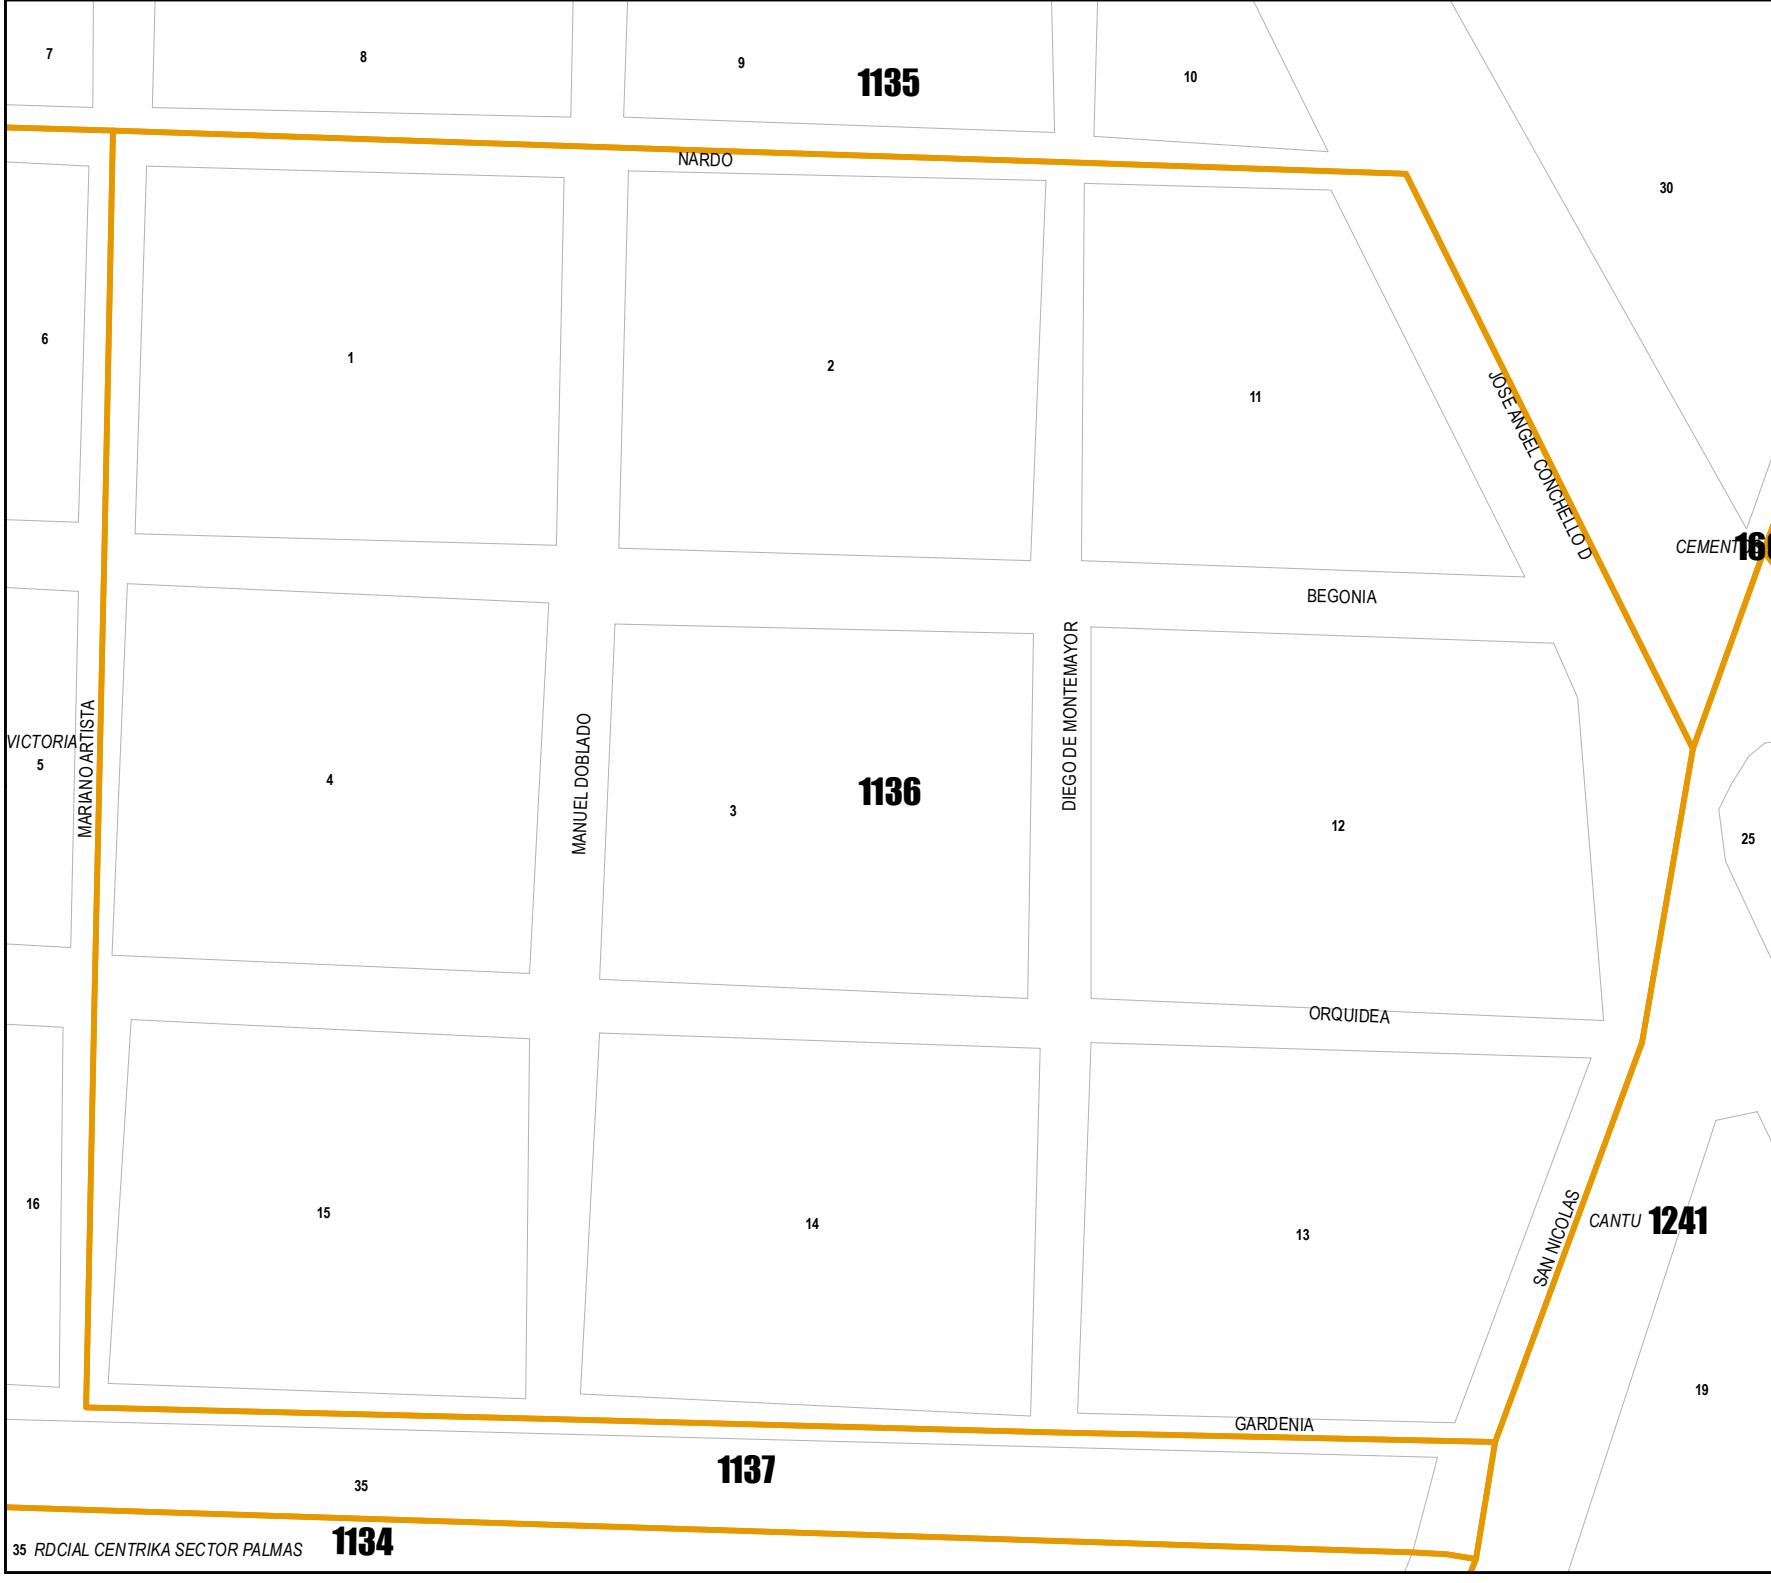 7
8
9
1135
10
NARDO
30
6
1
2
11
JOSE ANGEL CONCHELLO D
CEMENTOS
BEGONIA
DIEGO DE MONTEMAYOR
MARIANO ARTISTA
MANUEL DOBLADO
VICTORIA
5
4
3
1136
12
25
ORQUIDEA
16
15
14
13
SAN NICOLAS
CANTU
1241
19
GARDENIA
1137
35
1134
35 RDCIAL CENTRIKA SECTOR PALMAS